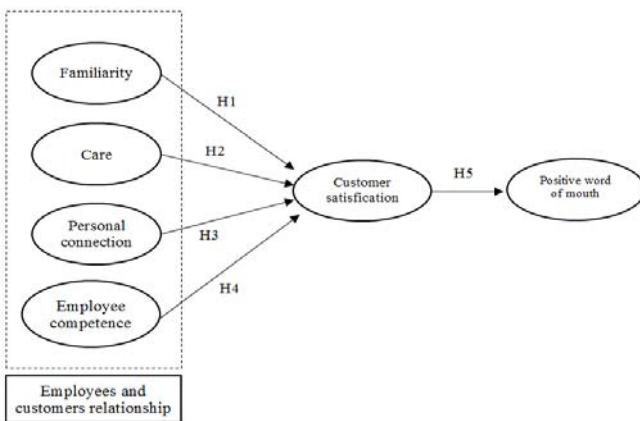 Familiarity
H1
Care
H2
Customer
satisfication
H5
Positive word
of mouth
Personal
connection
H3
H4
Employee
competence
Employees and
customers relationship